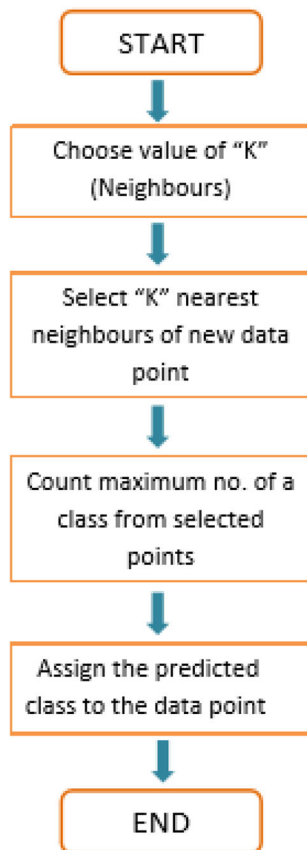 START
Choose value of “K”
(Neighbours)
Select “K” nearest
neighbours of new data
point
Count maximum no. of a
class from selected
points
Assign the predicted
class to the data point
END